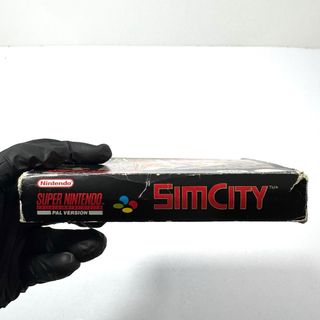 Nintendo
SUPER NINTENDO
PAL VERSION
SIMCITY